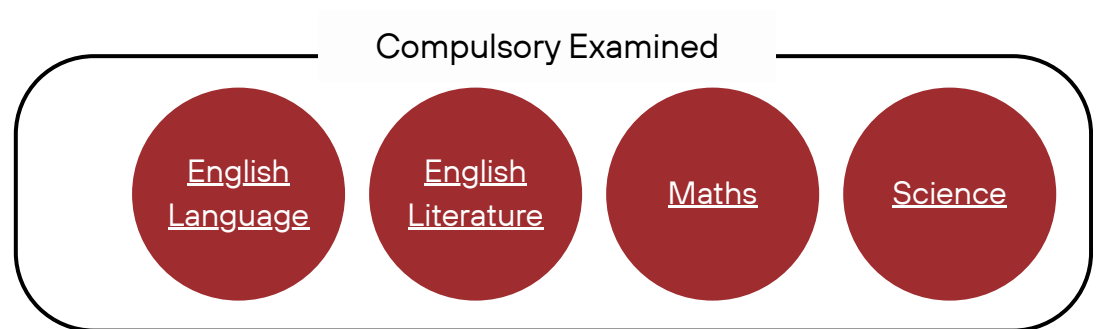 Compulsory Examined
English
Language
English
Literature
Maths
Science